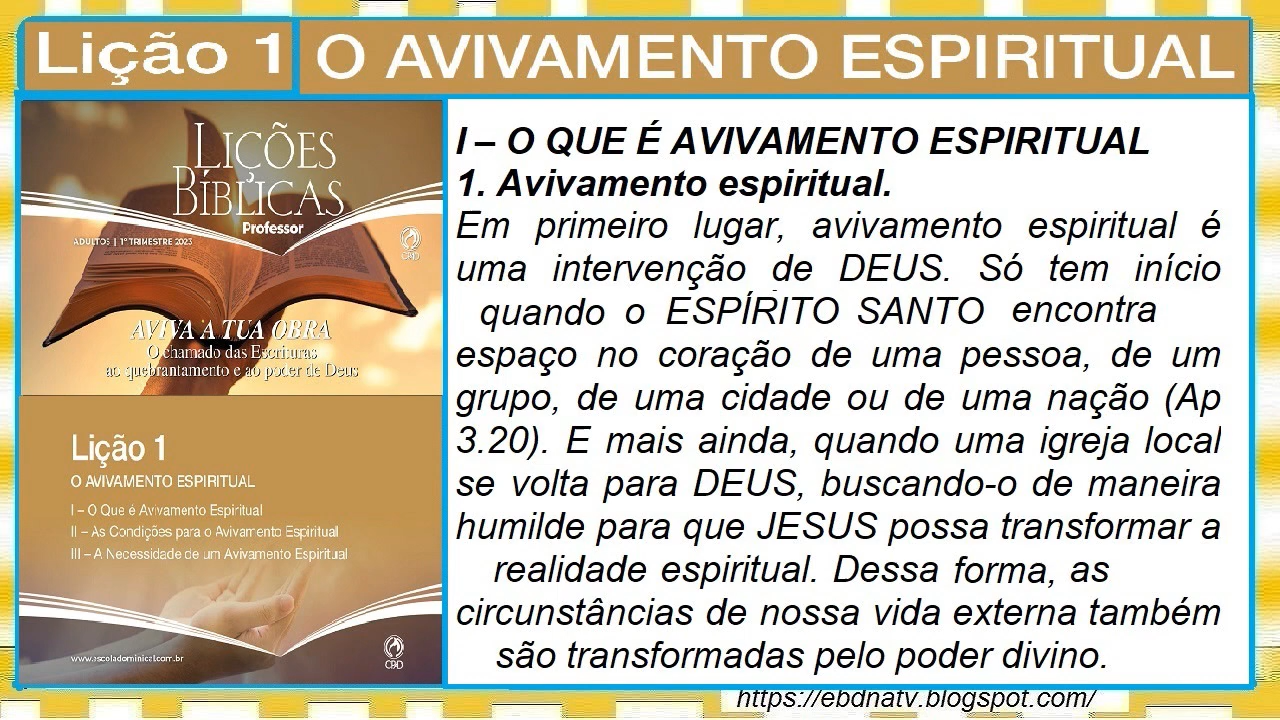 Lição 1
O AVIVAMENTO ESPIRITUAL
LIÇÕES
BÍBLICAS
Professor
ADULTOS | 1º TRIMESTRE 2023
CPAD
AVIVA A TUA OBRA
O chamado das Escrituras
ao quebrantamento e ao poder de Deus
Lição 1
O AVIVAMENTO ESPIRITUAL
I – O Que é Avivamento Espiritual
II – As Condições para o Avivamento Espiritual
III – A Necessidade de um Avivamento Espiritual
www.escoladominical.com.br
CPAD
I – O QUE É AVIVAMENTO ESPIRITUAL
1. Avivamento espiritual.
Em primeiro lugar, avivamento espiritual é
uma intervenção de DEUS. Só tem início
quando o ESPÍRITO SANTO encontra
espaço no coração de uma pessoa, de um
grupo, de uma cidade ou de uma nação (Ap
3.20). E mais ainda, quando uma igreja local
se volta para DEUS, buscando-o de maneira
humilde para que JESUS possa transformar a
realidade espiritual. Dessa forma, as
circunstâncias de nossa vida externa também
são transformadas pelo poder divino.
https://ebdnatv.blogspot.com/